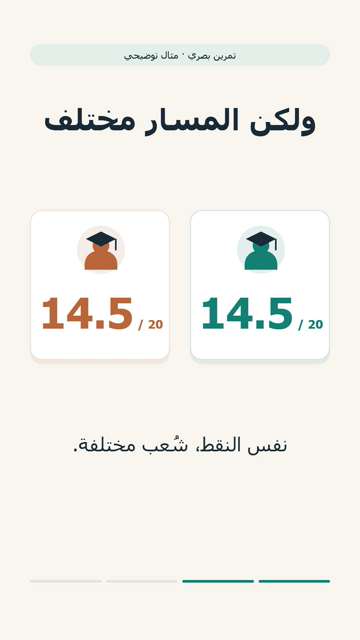 تمرين بصري · مثال توضيحي
ولكن المسار مختلف
14.5 / 20
14.5 / 20
نفس النقط، شُعب مختلفة.